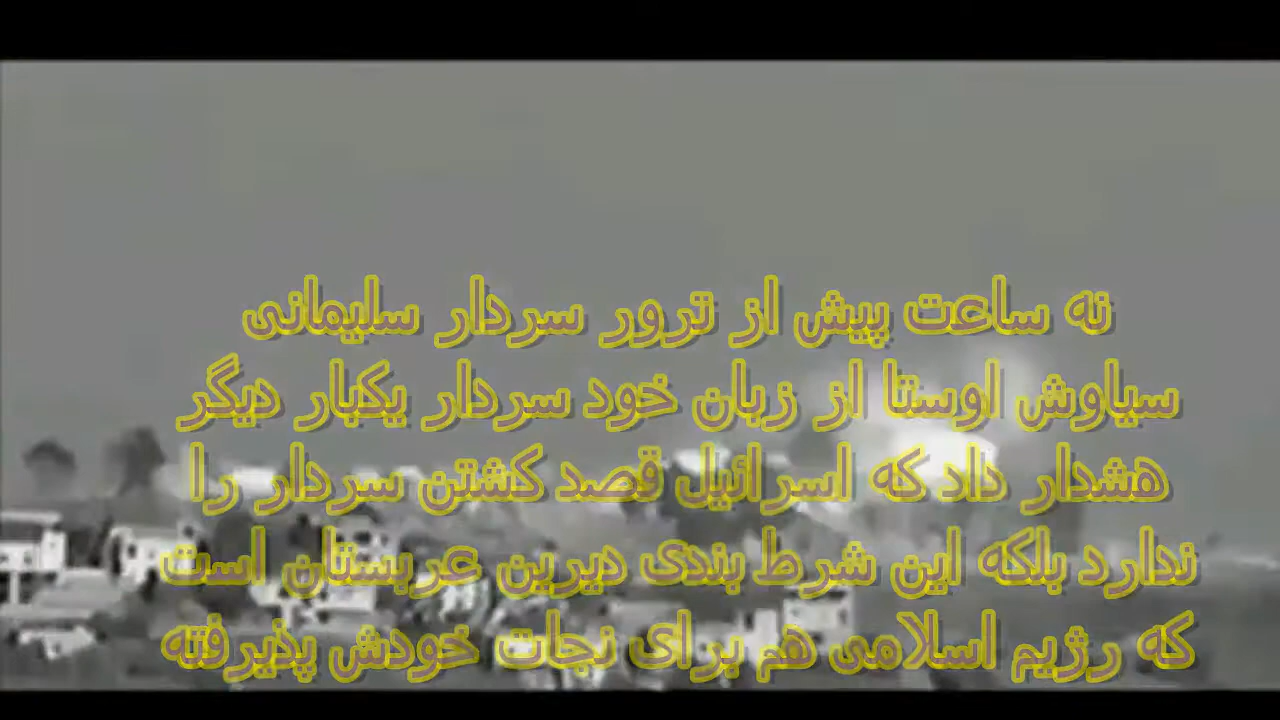 نه ساعت پیش از ترور سردار سلیمانی
سیاوش اوستا از زبان خود سردار یکبار دیگر
هشدار داد که اسرائیل قصد کشتن سردار را
ندارد بلکه این شرط بندی دیرین عربستان است
که رژیم اسلامی هم برای نجات خودش پذیرفته